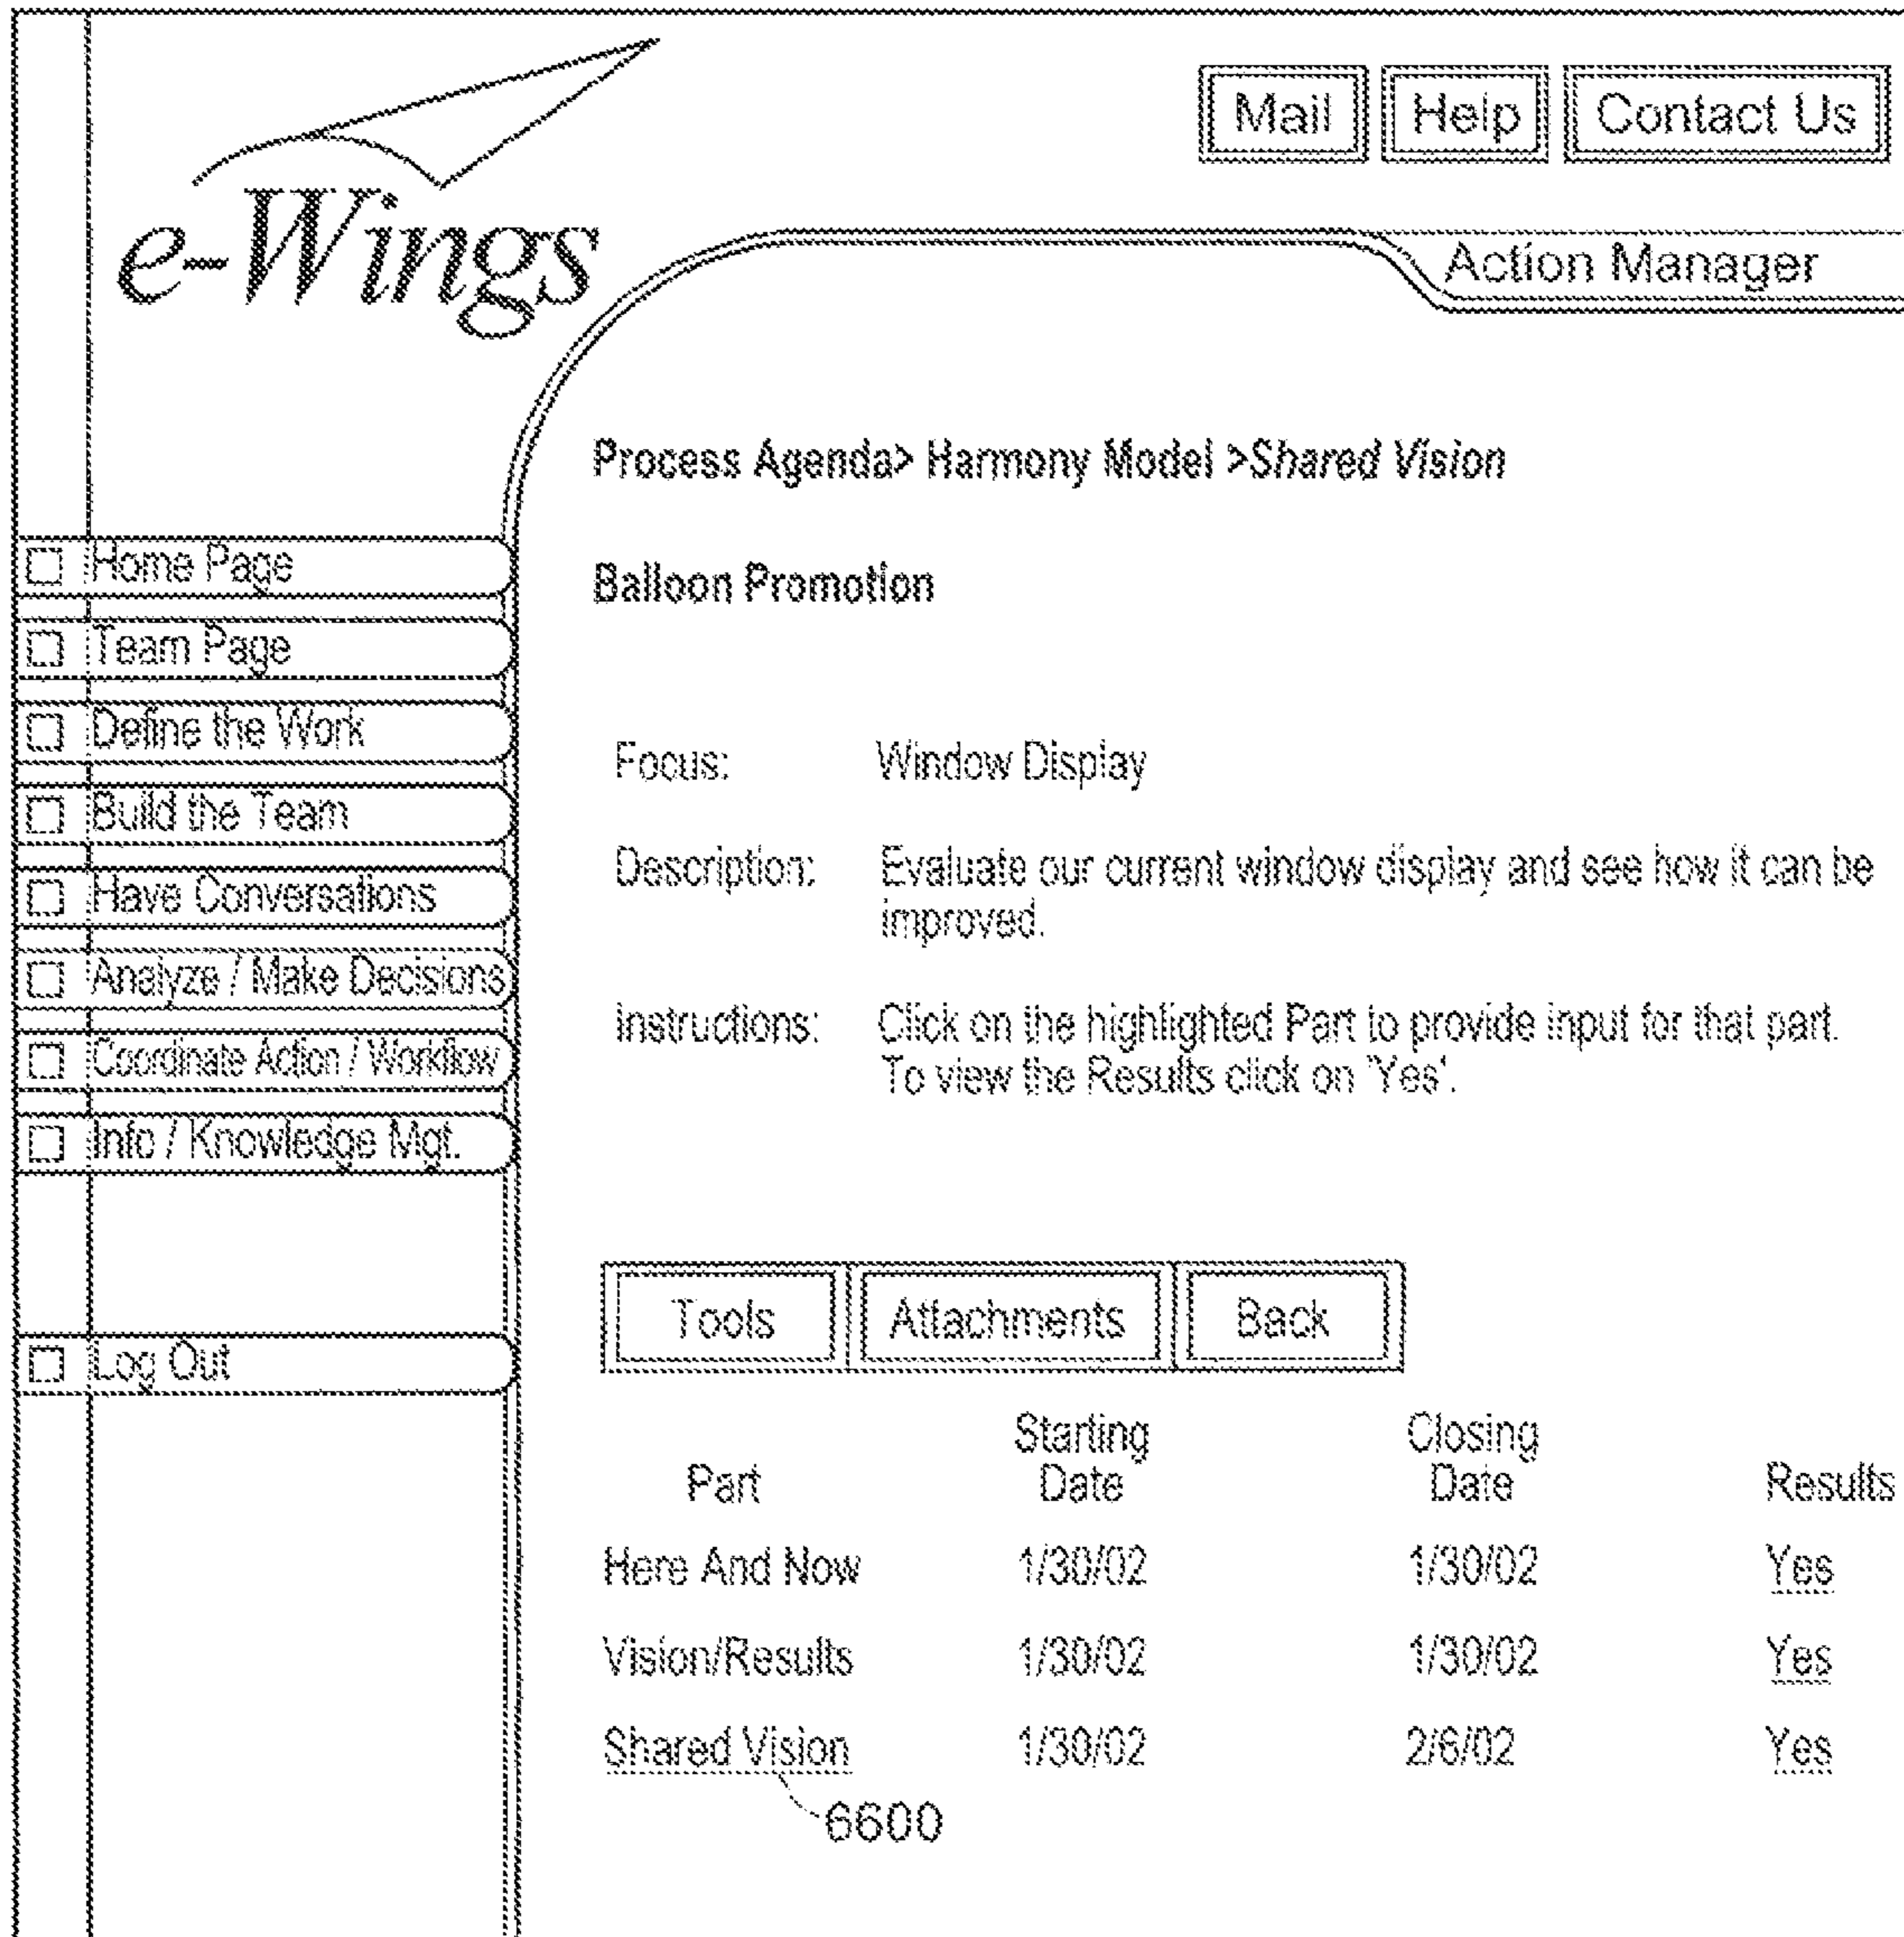 Mail Help Contact Us
e-Wings
Action Manager
Process Agenda> Harmony Model >Shared Vision
Balloon Promotion
Home Page
Team Page
Define the Work
Build the Team
Have Conversations
Analyze / Make Decisions
Coordinate Action / Workflow
Info / Knowledge Mgt.
Log Out
Focus: Window Display
Description: Evaluate our current window display and see how it can be
improved.
Instructions: Click on the highlighted Part to provide input for that part.
To view the Results click on 'Yes'.
Tools Attachments Back
Starting Closing
Part Date Date Results
Here And Now 1/30/02 1/30/02 Yes
Vision/Results 1/30/02 1/30/02 Yes
Shared Vision 1/30/02 2/6/02 Yes
6600